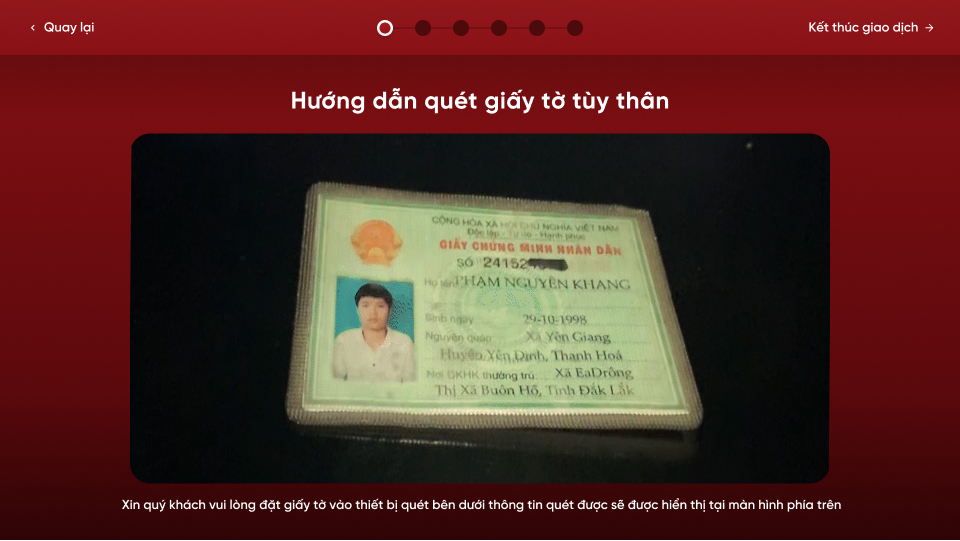 Quay lại
Kết thúc giao dịch
Hướng dẫn quét giấy tờ tùy thân
CỘNG HÒA XÃ HỘI CHỦ NGHĨA VIỆT NAM
Độc lập - Tự do - Hạnh phúc
GIẤY CHỨNG MINH NHÂN DÂN
SỐ 24152
Họ tên PHẠM NGUYÊN KHANG
Sinh ngày 29-10-1998
Nguyên quán: Xã Yên Giang
Huyện Yên Định, Thanh Hoá
Nơi ĐKHK thường trú: Xã EaDrông
Thị Xã Buôn Hồ, Tỉnh Đắk Lắk
Xin quý khách vui lòng đặt giấy tờ vào thiết bị quét bên dưới thông tin quét được sẽ được hiển thị tại màn hình phía trên